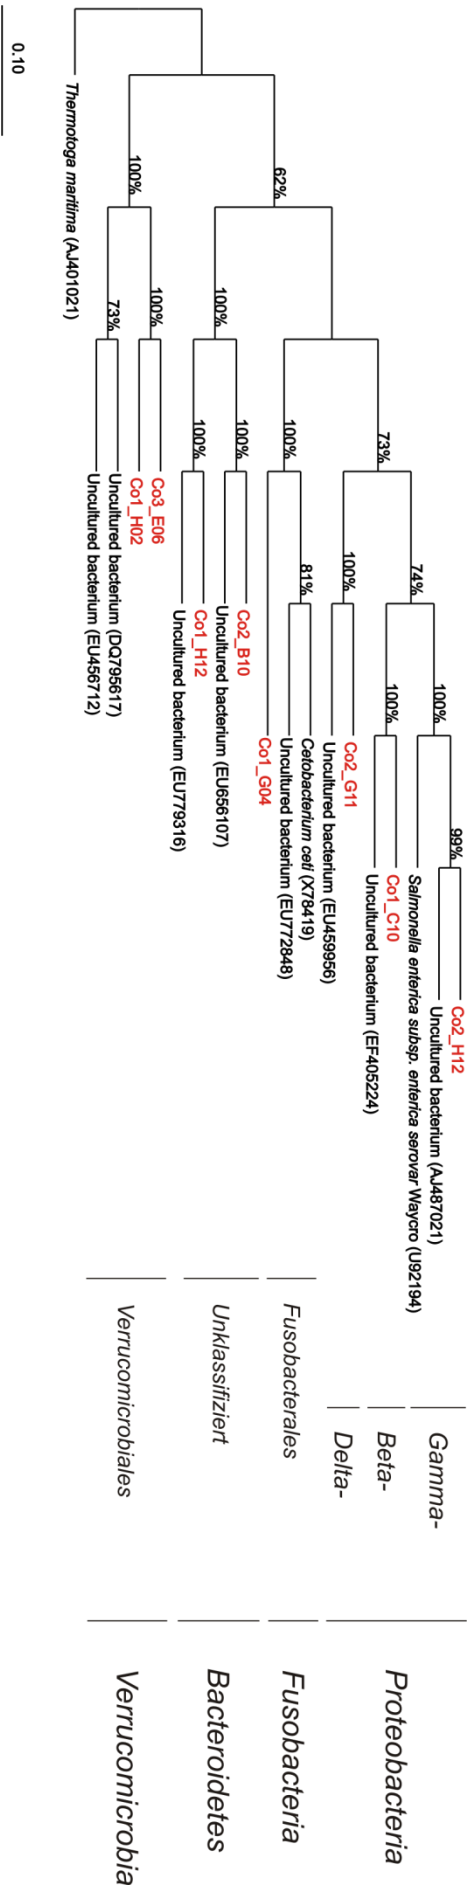 Co2_H12
99%
Uncultured bacterium (AJ487021)
100%
Salmonella enterica subsp. enterica serovar Waycro (U92194)
74%
Co1_C10
100%
Uncultured bacterium (EF405224)
73%
Co2_G11
100%
Uncultured bacterium (EU459956)
Cetobacterium ceti (X78419)
81%
Uncultured bacterium (EU772848)
100%
Co1_G04
62%
Co2_B10
100%
Uncultured bacterium (EU656107)
100%
Co1_H12
100%
Uncultured bacterium (EU779316)
Co3_E06
100%
Co1_H02
100%
Uncultured bacterium (DQ795617)
73%
Uncultured bacterium (EU456712)
Thermotoga maritima (AJ401021)
0.10
Gamma-
Beta-
Delta-
Fusobacterales
Unklassifiziert
Verrucomicrobiales
Proteobacteria
Fusobacteria
Bacteroidetes
Verrucomicrobia